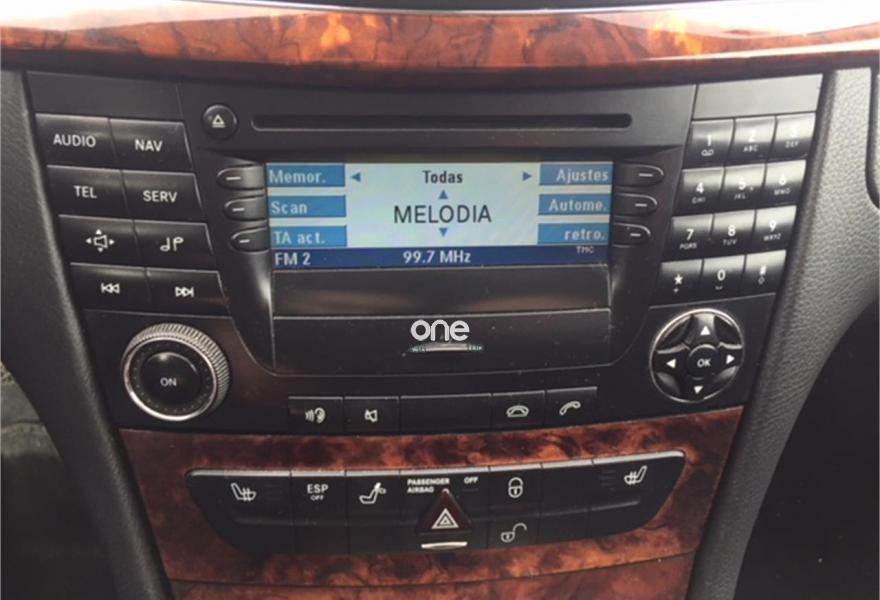 AUDIO
NAV
TEL
SERV
Memor.
Scan
TA act.
Todas
MELODIA
Ajustes
Autome.
retro.
TMC
FM 2
99.7 MHz
one
1
2 ABC
3 DEF
4 GHI
5 JKL
6 MNO
7 PQRS
8 TUV
9 WXYZ
*
0
#
ON
OK
ESP OFF
PASSENGER AIRBAG OFF